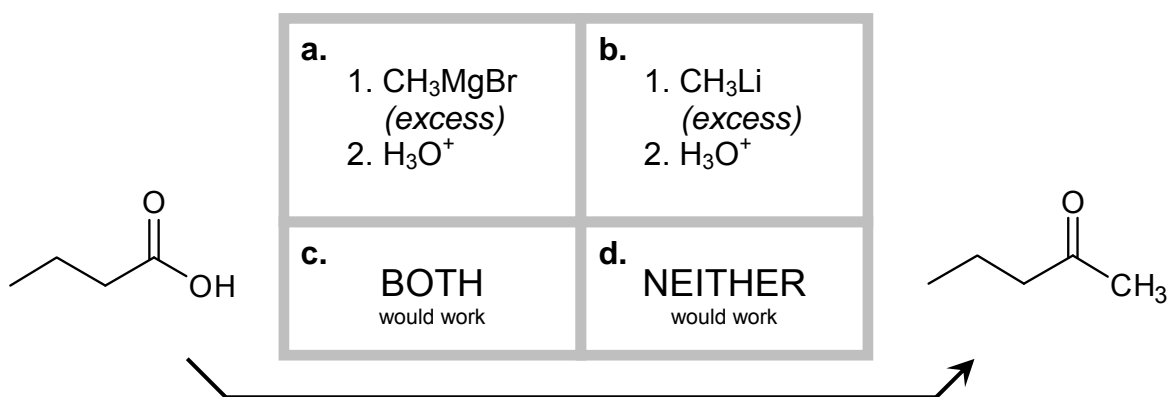 a.
1. CH₃MgBr
(excess)
2. H₃O⁺
b.
1. CH₃Li
(excess)
2. H₃O⁺
c.
BOTH
would work
d.
NEITHER
would work
O
OH
O
CH₃